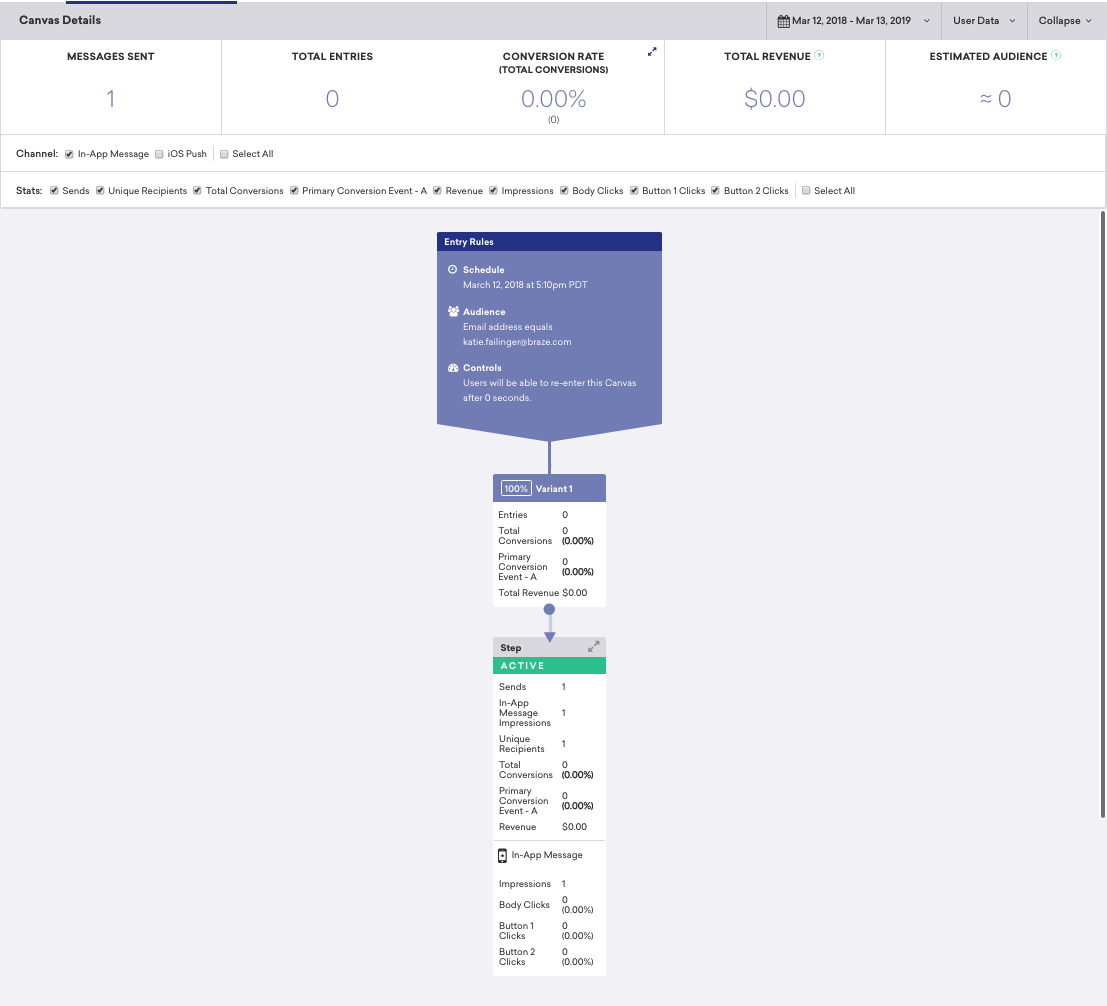 Canvas Details
Mar 12, 2018 - Mar 13, 2019
User Data
Collapse
MESSAGES SENT
1
TOTAL ENTRIES
0
CONVERSION RATE
(TOTAL CONVERSIONS)
0.00%
(0)
TOTAL REVENUE ?
$0.00
ESTIMATED AUDIENCE ?
≈ 0
Channel: In-App Message iOS Push Select All
Stats: Sends Unique Recipients Total Conversions Primary Conversion Event - A Revenue Impressions Body Clicks Button 1 Clicks Button 2 Clicks Select All
Entry Rules
Schedule
March 12, 2018 at 5:10pm PDT
Audience
Email address equals
katie.failinger@braze.com
Controls
Users will be able to re-enter this Canvas
after 0 seconds.
100% Variant 1
Entries 0
Total
Conversions
0
(0.00%)
Primary
Conversion
Event - A
0
(0.00%)
Total Revenue $0.00
Step
ACTIVE
Sends 1
In-App
Message
Impressions
1
Unique
Recipients
1
Total
Conversions
0
(0.00%)
Primary
Conversion
Event - A
0
(0.00%)
Revenue $0.00
In-App Message
Impressions 1
Body Clicks
0
(0.00%)
Button 1
Clicks
0
(0.00%)
Button 2
Clicks
0
(0.00%)